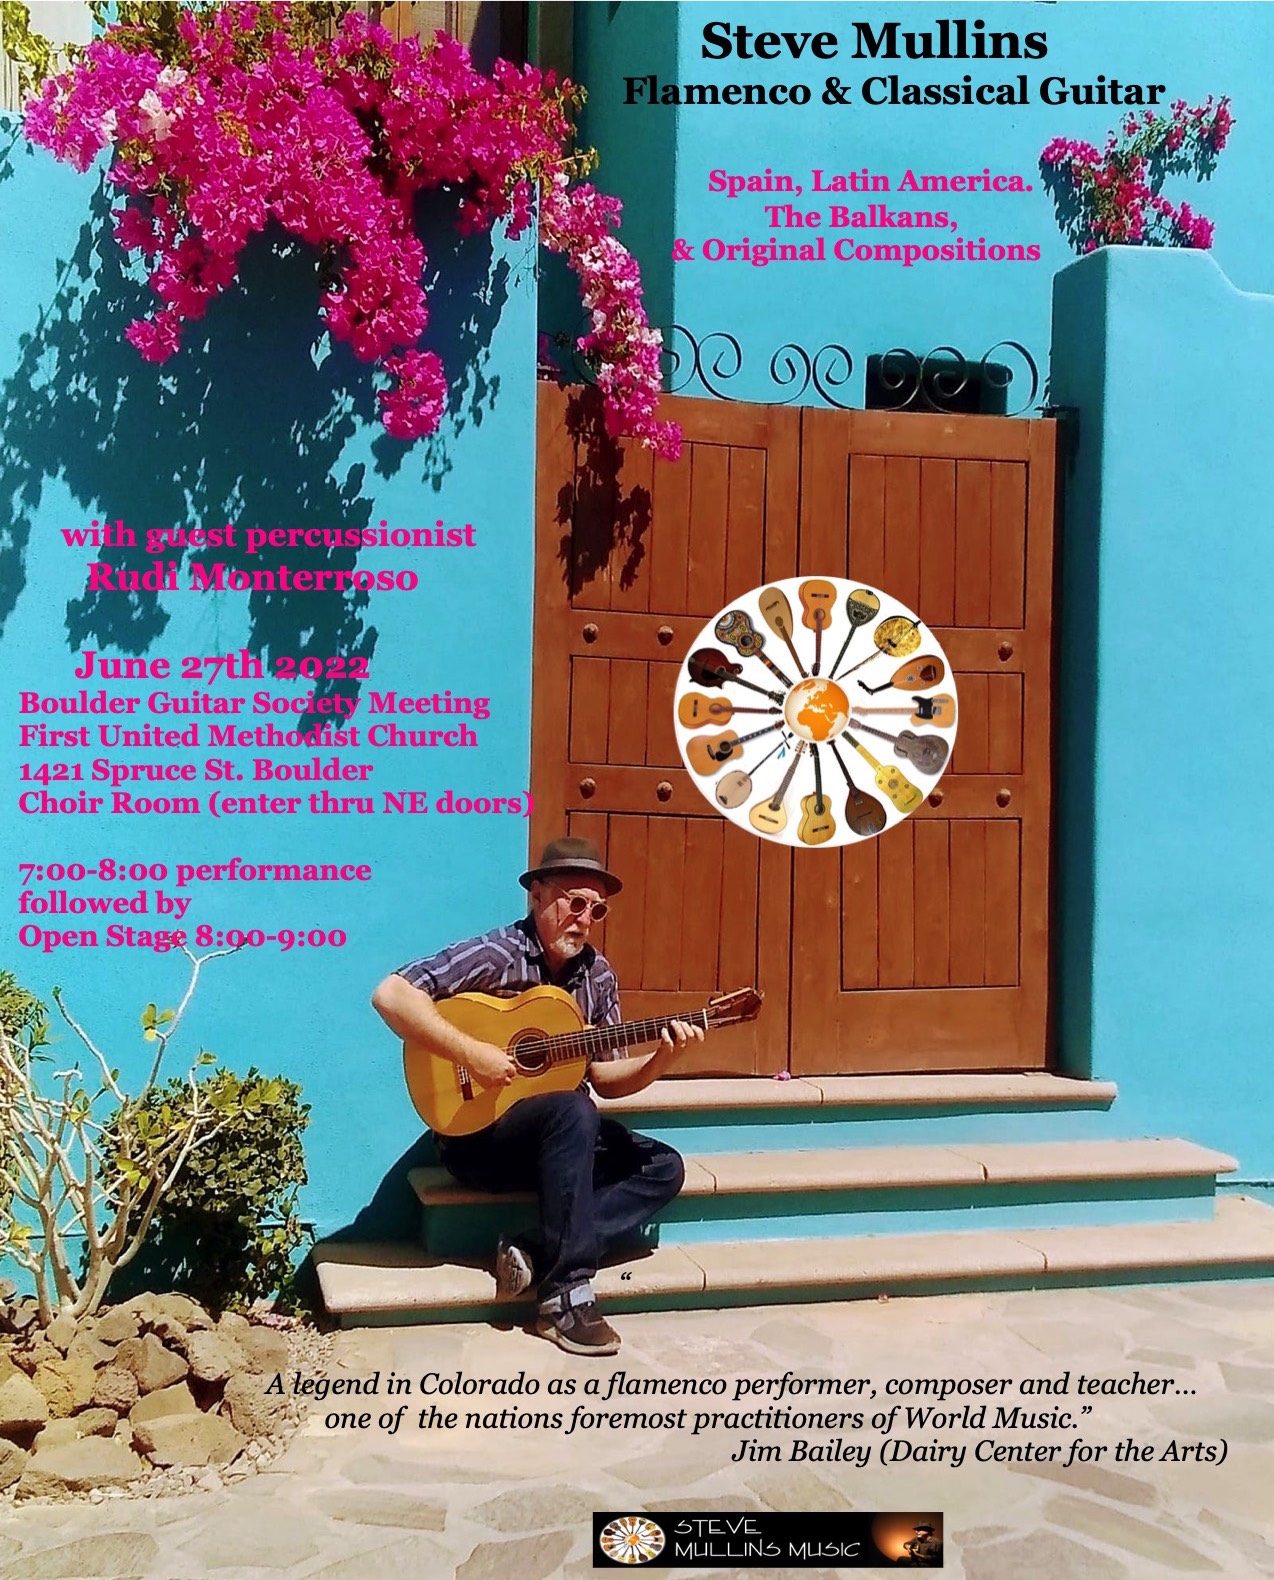 Steve Mullins
Flamenco & Classical Guitar
Spain, Latin America.
The Balkans,
& Original Compositions
with guest percussionist
Rudi Monterroso
June 27th 2022
Boulder Guitar Society Meeting
First United Methodist Church
1421 Spruce St. Boulder
Choir Room (enter thru NE doors)
7:00-8:00 performance
followed by
Open Stage 8:00-9:00
“
A legend in Colorado as a flamenco performer, composer and teacher...
one of  the nations foremost practitioners of World Music.”
Jim Bailey (Dairy Center for the Arts)
STEVE
MULLINS MUSIC